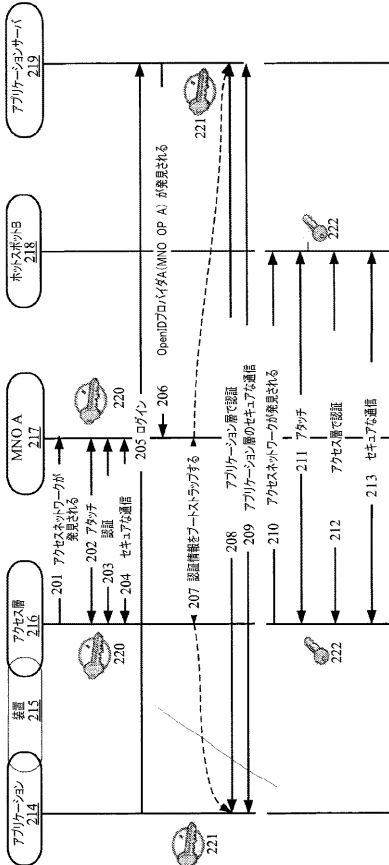 アプリケーション
214
装置
215
アクセス層
216
MNO A
217
ホットスポットB
218
アプリケーションサーバ
219
201 アクセスネットワークが
発見される
202 アタッチ
203 認証
204 セキュアな通信
220
220
205 ログイン
206 OpenIDプロバイダA(MNO OP A) が発見される
207 認証情報をブートストラップする
221
221
208 アプリケーション層で認証
209 アプリケーション層のセキュアな通信
210 アクセスネットワークが発見される
211 アタッチ
222
222
212 アクセス層で認証
213 セキュアな通信